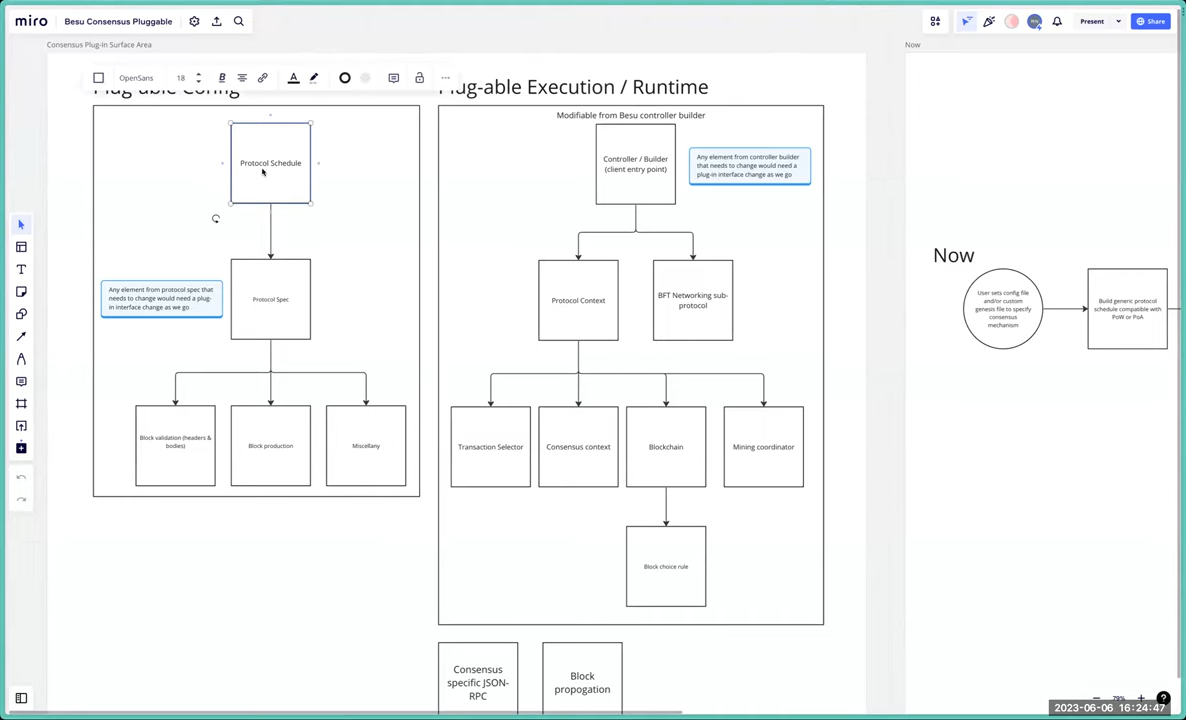 miro
Besu Consensus Pluggable
Present
Share
Consensus Plug-In Surface Area
Now
OpenSans
18
B
A
Plug-able Config
Plug-able Execution / Runtime
Modifiable from Besu controller builder
Protocol Schedule
Controller / Builder
(client entry point)
Any element from controller builder
that needs to change would need a
plug-in interface change as we go
Any element from protocol spec that
needs to change would need a plug-
in interface change as we go
Protocol Spec
Protocol Context
BFT Networking sub-
protocol
Now
User sets config file
and/or custom
genesis file to specify
consensus
mechanism
Build generic protocol
schedule compatible with
PoW or PoA
Block validation (headers &
bodies)
Block production
Miscellany
Transaction Selector
Consensus context
Blockchain
Mining coordinator
Block choice rule
Consensus
specific JSON-
RPC
Block
propogation
79%
2023-06-06 16:24:47